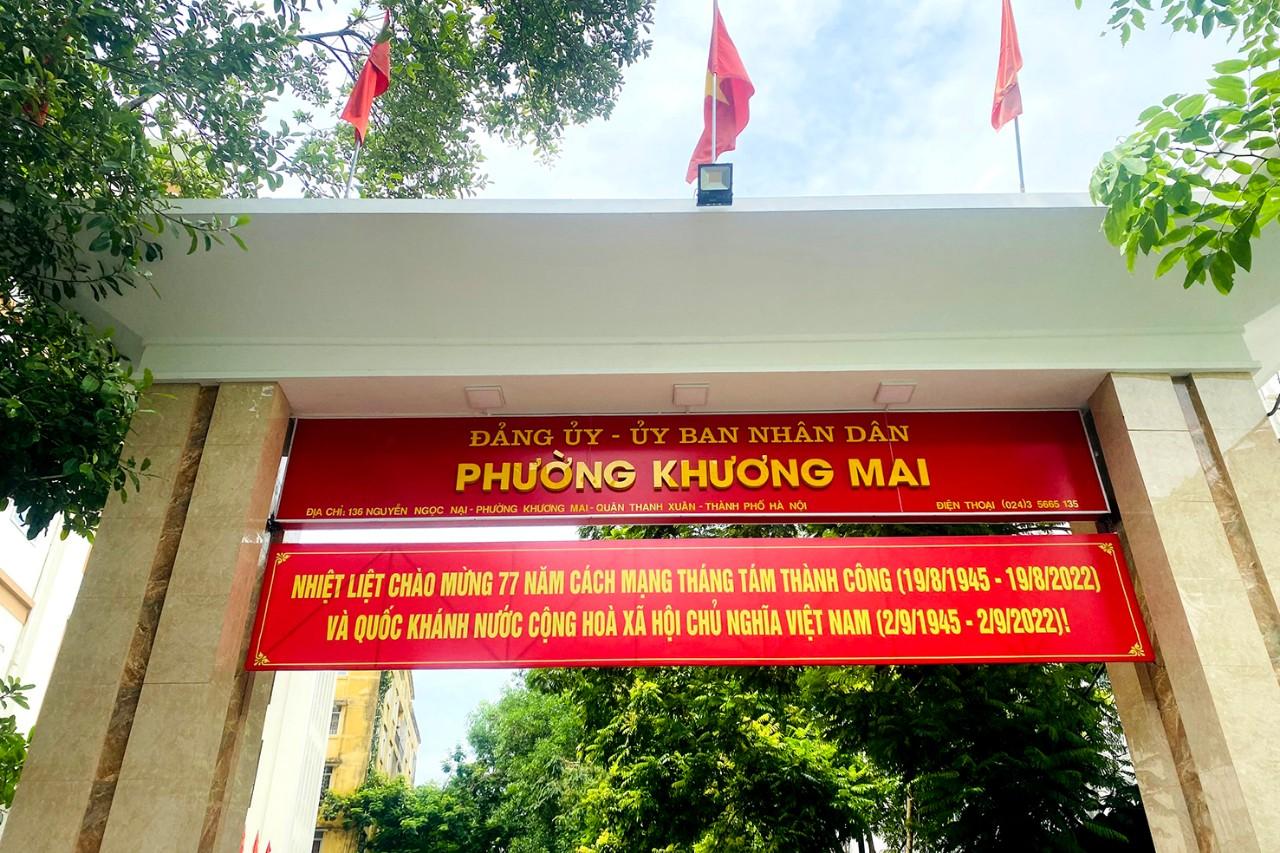 ĐẢNG ỦY - ỦY BAN NHÂN DÂN
PHƯỜNG KHƯƠNG MAI
ĐỊA CHỈ: 136 NGUYỄN NGỌC NẠI - PHƯỜNG KHƯƠNG MAI - QUẬN THANH XUÂN - THÀNH PHỐ HÀ NỘI ĐIỆN THOẠI (024)3 5665 135
NHIỆT LIỆT CHÀO MỪNG 77 NĂM CÁCH MẠNG THÁNG TÁM THÀNH CÔNG (19/8/1945 - 19/8/2022)
VÀ QUỐC KHÁNH NƯỚC CỘNG HOÀ XÃ HỘI CHỦ NGHĨA VIỆT NAM (2/9/1945 - 2/9/2022)!